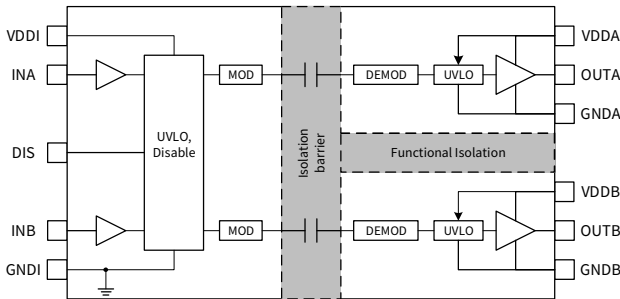 VDDI
VDDA
INA
MOD
DEMOD
UVLO
OUTA
GNDA
UVLO,
Disable
DIS
Isolation
barrier
Functional Isolation
VDDB
INB
MOD
DEMOD
UVLO
OUTB
GNDI
GNDB